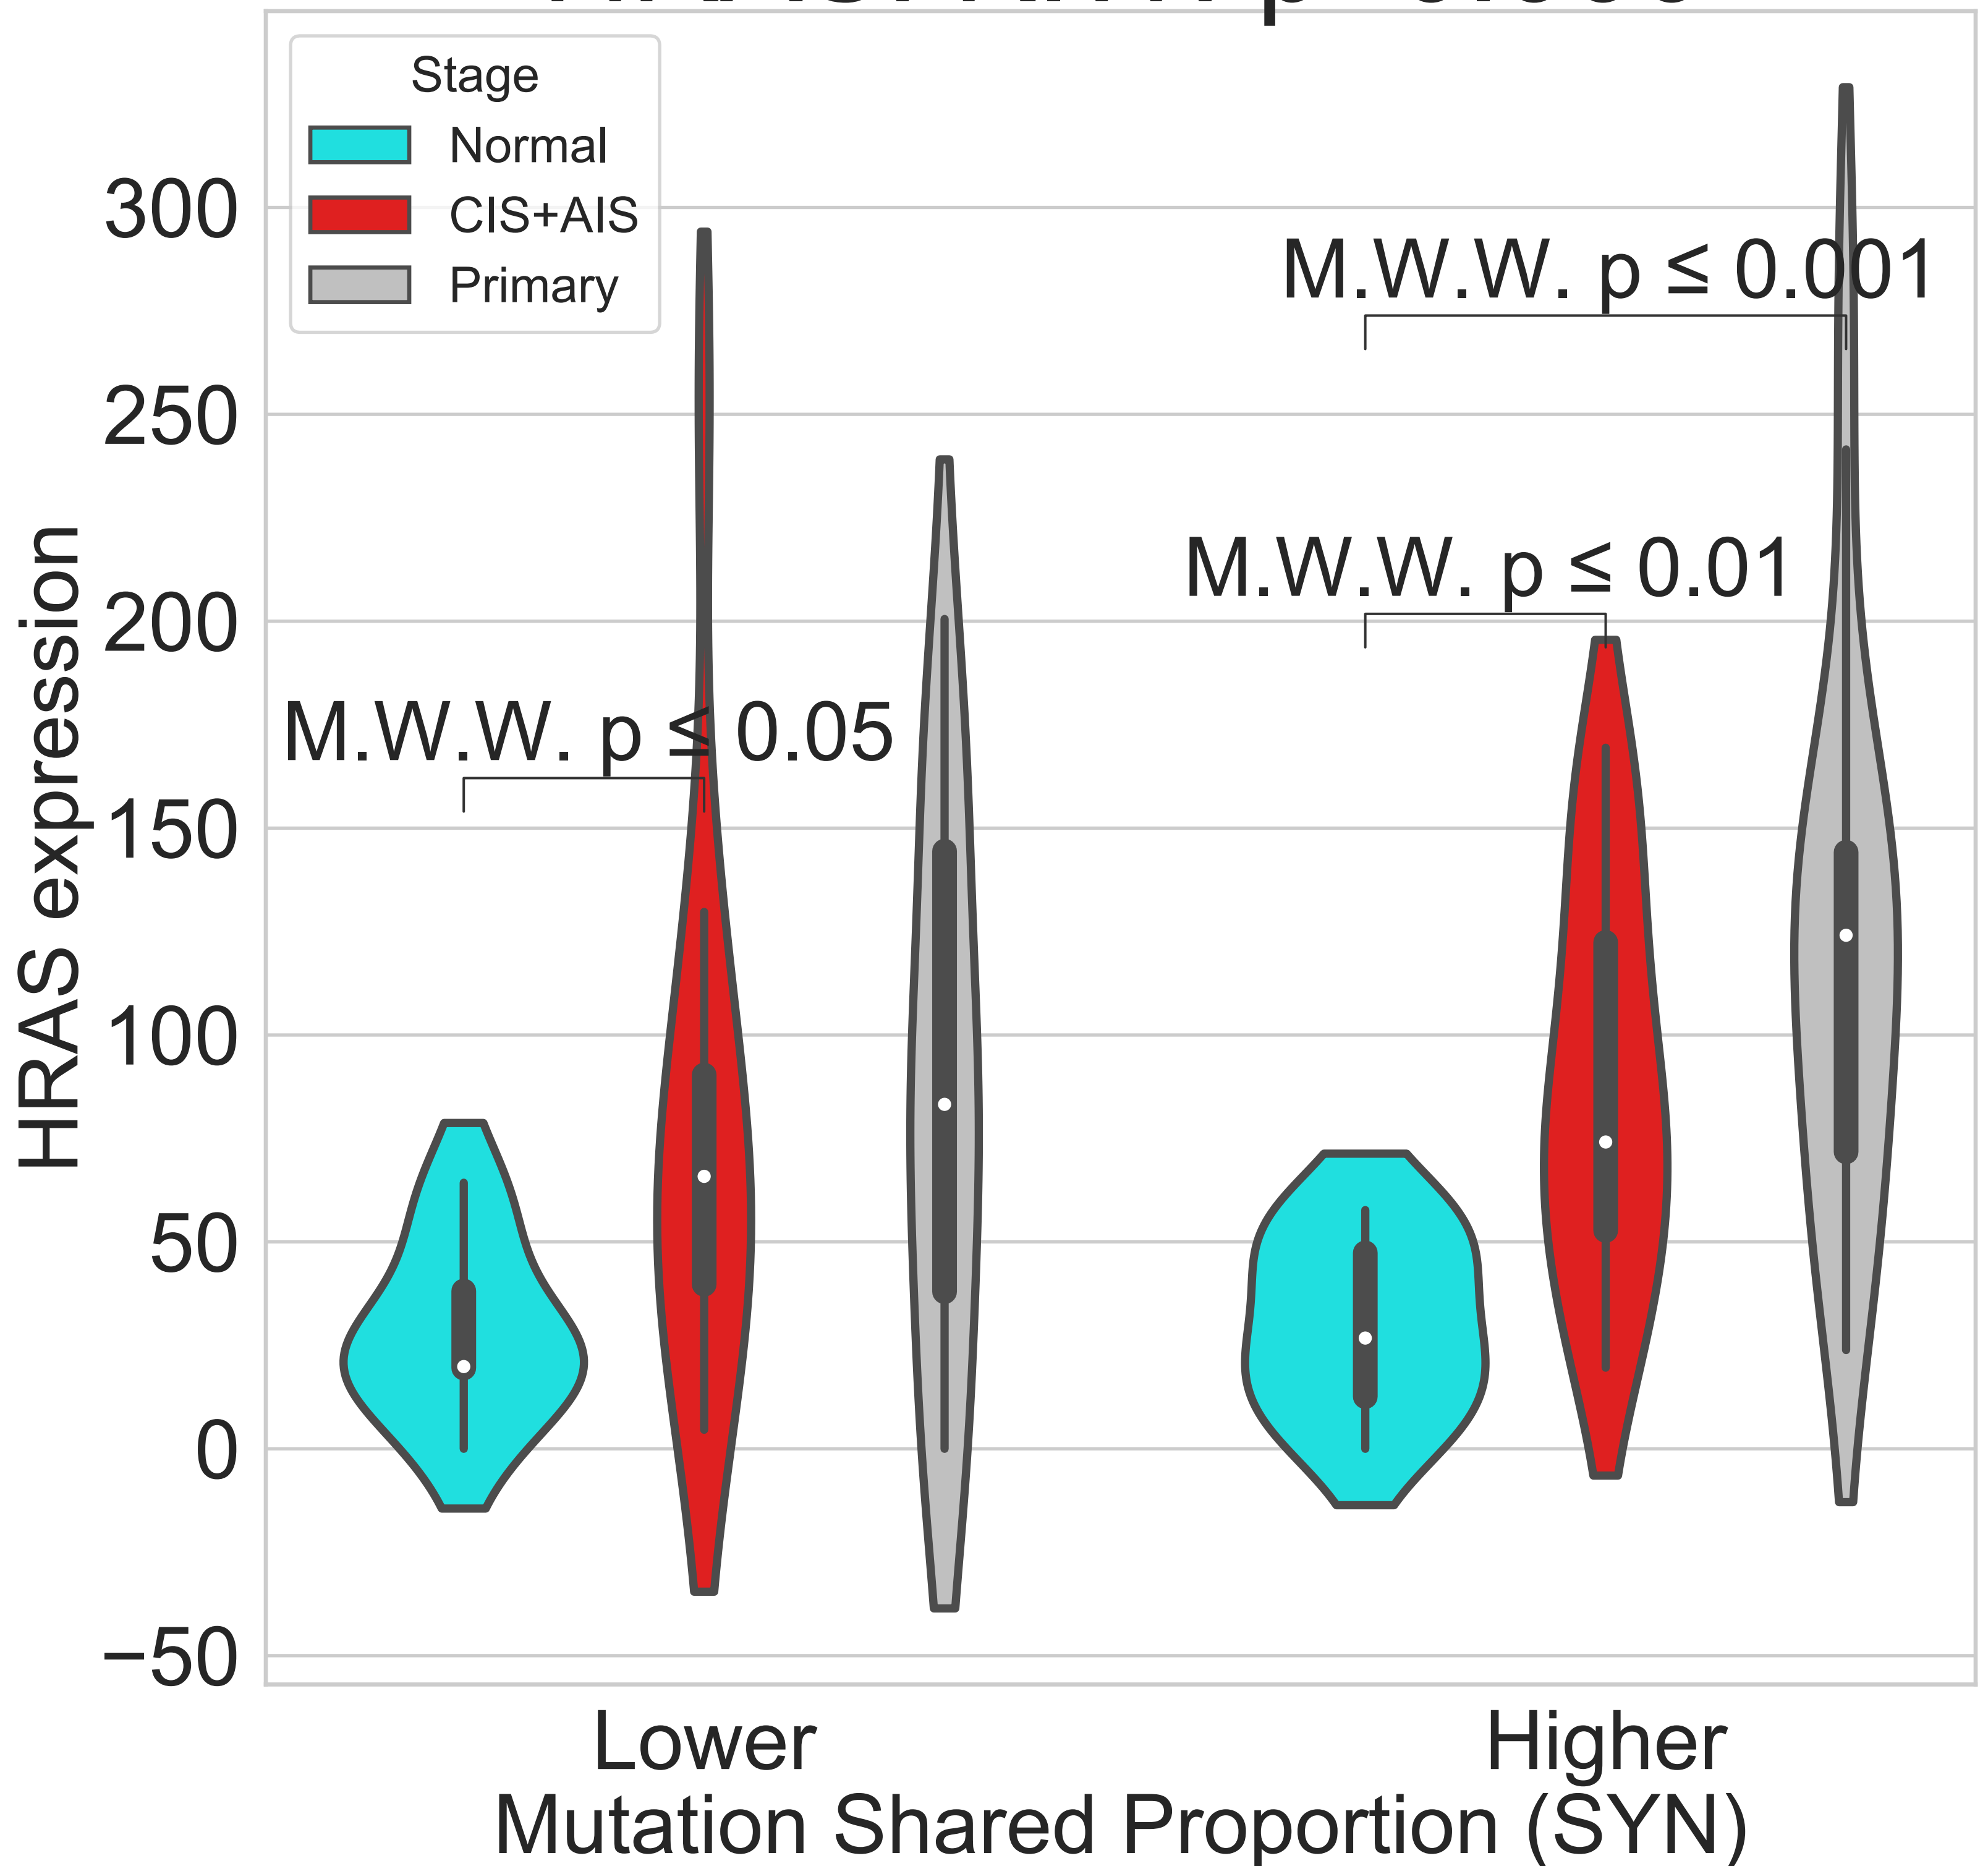 Stage
Normal
CIS+AIS
Primary
M.W.W. p ≤ 0.001
M.W.W. p ≤ 0.01
M.W.W. p ≤ 0.05
300
250
200
150
100
50
0
−50
HRAS expression
Lower
Higher
Mutation Shared Proportion (SYN)